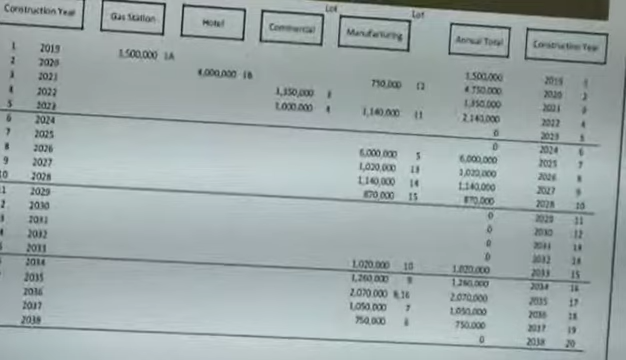 Lot Lot
Construction Year Gas Station Hotel Commercial Manufacturing Annual Total Construction Year
1 2019 1,500,000 1A 1,500,000 2019 1
2 2020 4,000,000 1B 750,000 12 4,750,000 2020 2
3 2021 1,350,000 1,350,000 2021 3
4 2022 1,000,000 4 1,140,000 11 2,140,000 2022 4
5 2023 0 2023 5
6 2024 0 2024 6
7 2025 6,000,000 5 6,000,000 2025 7
8 2026 1,020,000 13 1,020,000 2026 8
9 2027 1,140,000 14 1,140,000 2027 9
10 2028 870,000 15 870,000 2028 10
1 2029 0 2029 11
2 2030 0 2030 12
3 2031 0 2031
4 2032 0 2032 14
2033 1,020,000 10 1,020,000 2033 15
2034 1,260,000 9 1,260,000 2034 16
2035 2,070,000 8,16 2,070,000 2035 17
2036 1,050,000 7 1,050,000 2036 18
2037 750,000 6 750,000 2037 19
2038 0 2038 20